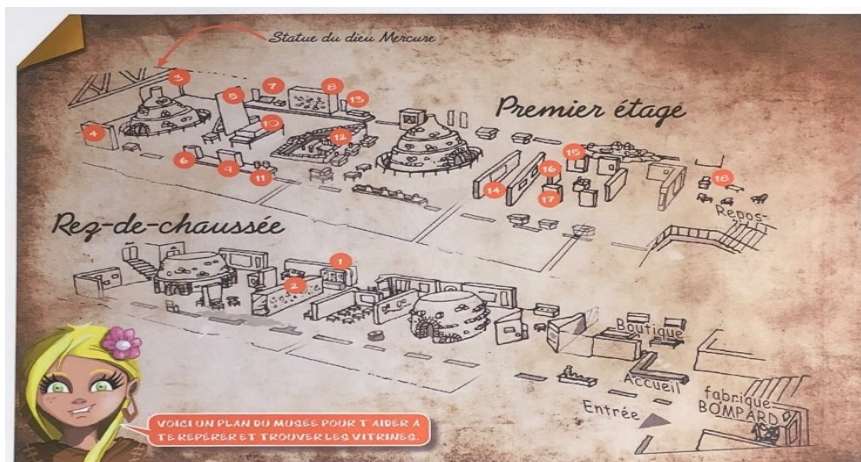 Statue du dieu Mercure
Premier étage
3
5
7
8
13
4
10
12
6
9
11
15
16
14
17
18
Repos
Rez-de-chaussée
1
2
Boutique
Accueil
Entrée
fabrique
BOMPARD
VOICI UN PLAN DU MUSÉE POUR T'AIDER À
TE REPÉRER ET TROUVER LES VITRINES.